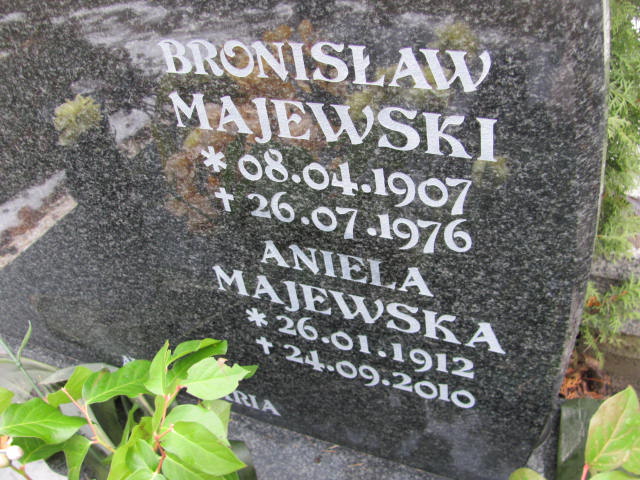 BRONISŁAW
MAJEWSKI
* 08.04.1907
✝ 26.07.1976
ANIELA
MAJEWSKA
* 26.01.1912
✝ 24.09.2010